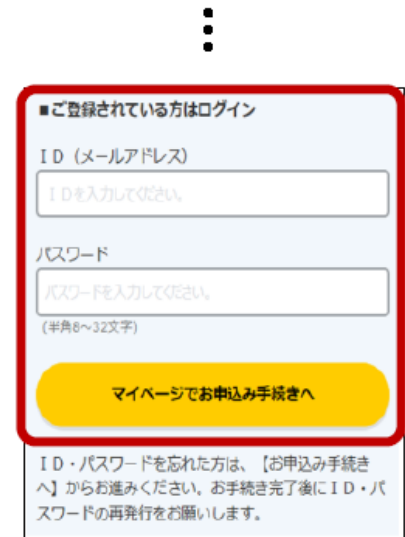 ■ご登録されている方はログイン
ＩＤ（メールアドレス）
ＩＤを入力してください。
パスワード
パスワードを入力してください。
(半角8～32文字)
マイページでお申込み手続きへ
ＩＤ・パスワードを忘れた方は、【お申込み手続き
へ】からお進みください。お手続き完了後にＩＤ・パ
スワードの再発行をお願いします。